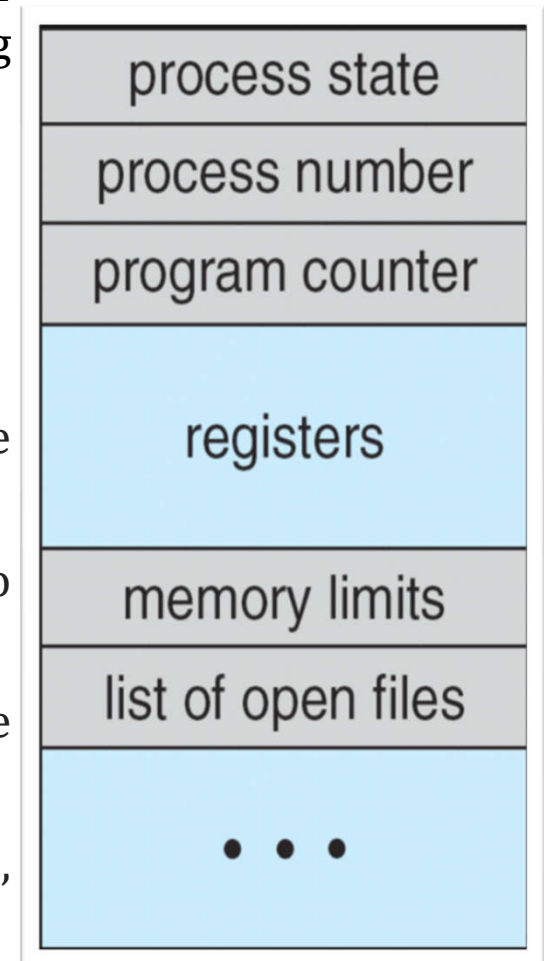 g
process state
process number
program counter
e
registers
o
memory limits
list of open files
e
• • •
,